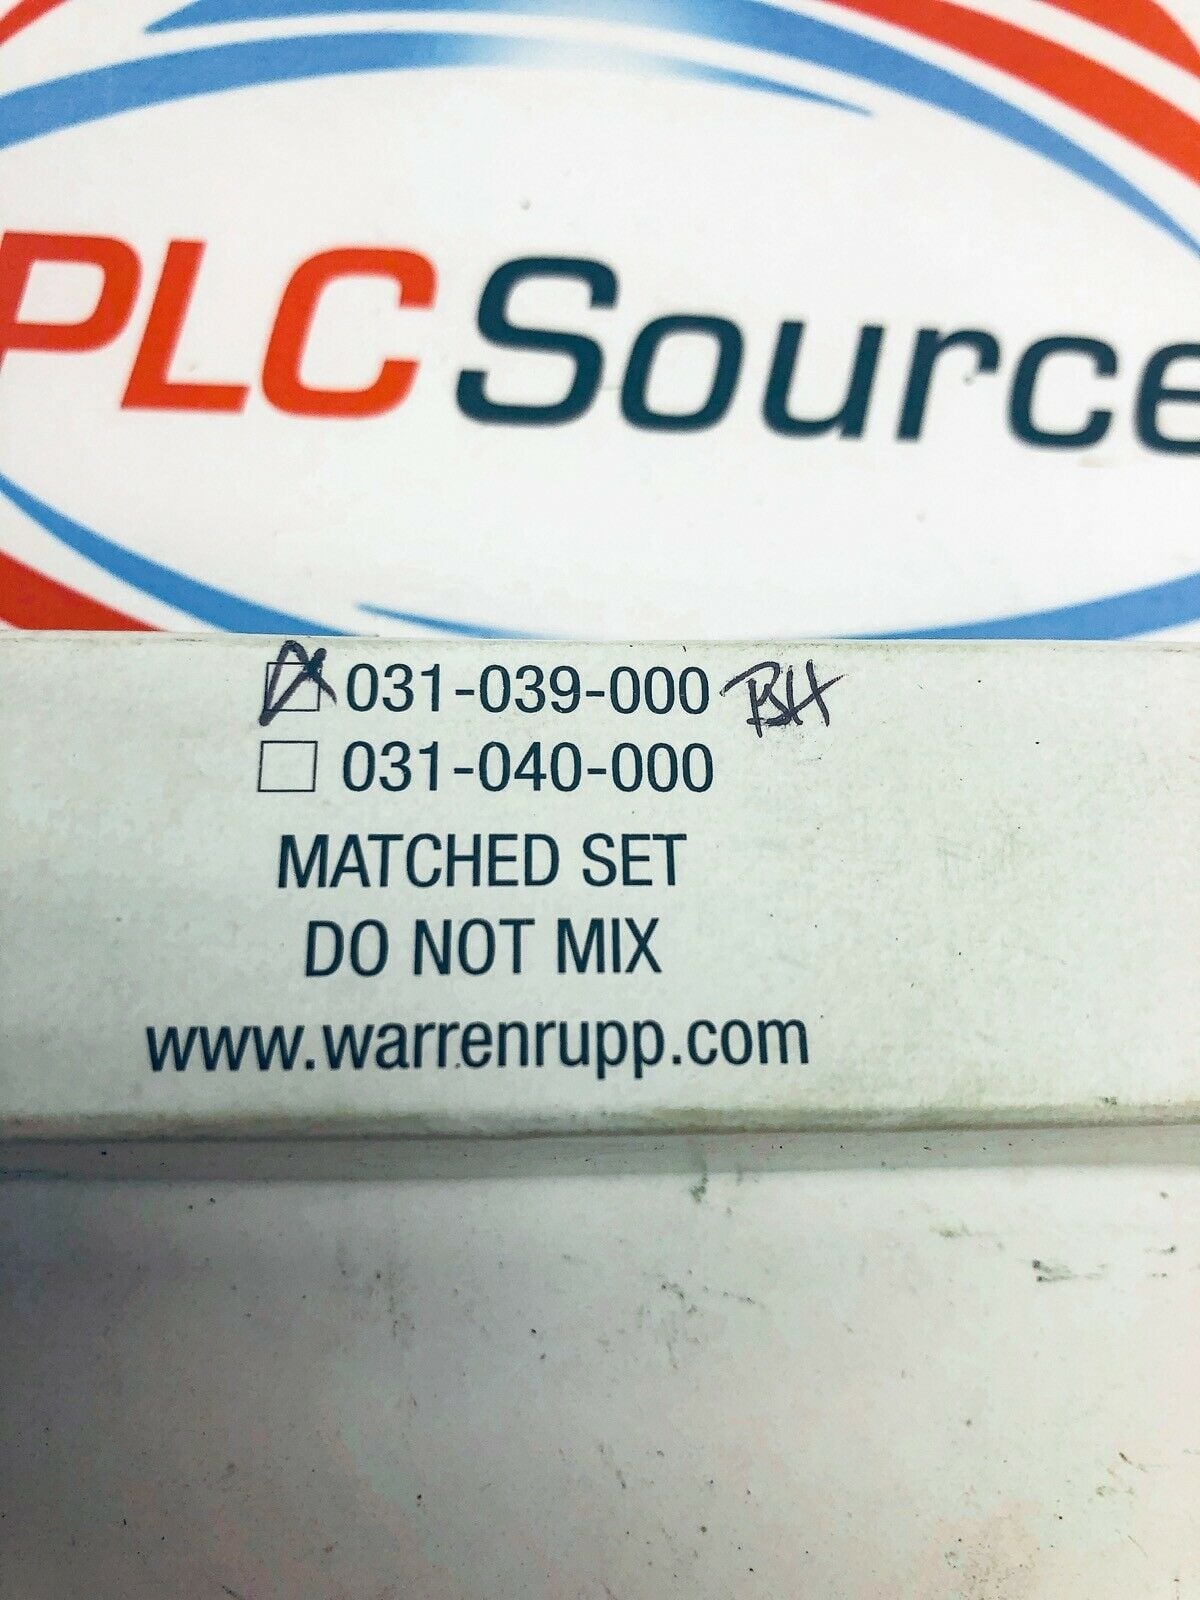 PLC Source
031-039-000 BH
031-040-000
MATCHED SET
DO NOT MIX
www.warrenrupp.com